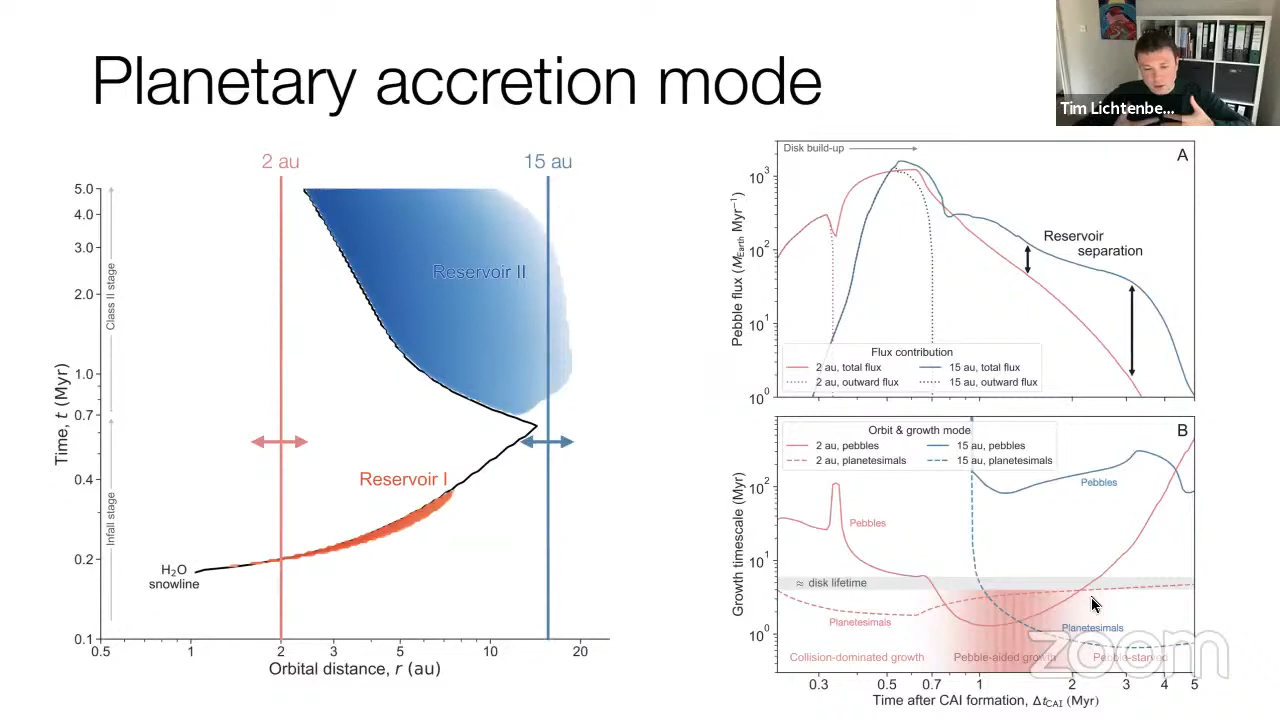 Planetary accretion mode
Tim Lichtenbe...
2 au
15 au
Time, t (Myr)
Class II stage
Infall stage
5.0
4.0
3.0
2.0
1.0
0.7
0.4
0.2
0.1
Reservoir II
Reservoir I
H₂O
snowline
0.5 1 2 3 5 10 20
Orbital distance, r (au)
Disk build-up
A
Pebble flux (M_Earth Myr⁻¹)
10³
10²
10¹
10⁰
Reservoir
separation
Flux contribution
2 au, total flux 15 au, total flux
2 au, outward flux 15 au, outward flux
B
Growth timescale (Myr)
10²
10¹
10⁰
Orbit & growth mode
2 au, pebbles 15 au, pebbles
2 au, planetesimals 15 au, planetesimals
Pebbles
Pebbles
≈ disk lifetime
Planetesimals
Planetesimals
Collision-dominated growth Pebble-aided growth Pebble-starved
zoom
0.3 0.5 0.7 1 2 3 4 5
Time after CAI formation, Δt_CAI (Myr)